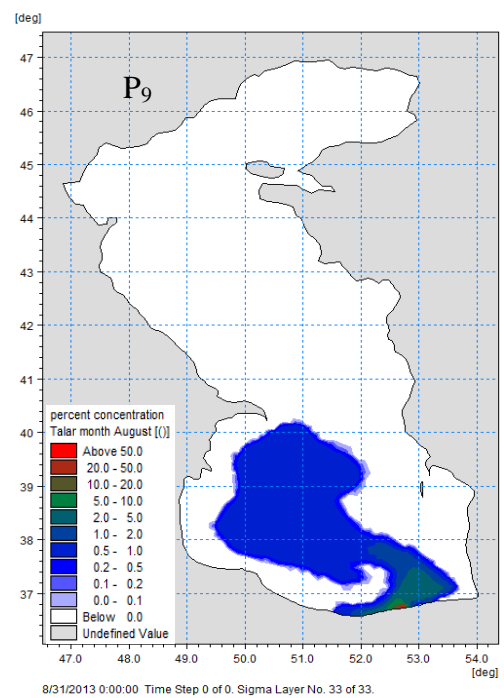 [deg]
P9
47
46
45
44
43
42
41
40
39
38
37
percent concentration
Talar month August [()]
Above 50.0
20.0 - 50.0
10.0 - 20.0
5.0 - 10.0
2.0 - 5.0
1.0 - 2.0
0.5 - 1.0
0.2 - 0.5
0.1 - 0.2
0.0 - 0.1
Below 0.0
Undefined Value
47.0 48.0 49.0 50.0 51.0 52.0 53.0 54.0
[deg]
8/31/2013 0:00:00 Time Step 0 of 0. Sigma Layer No. 33 of 33.